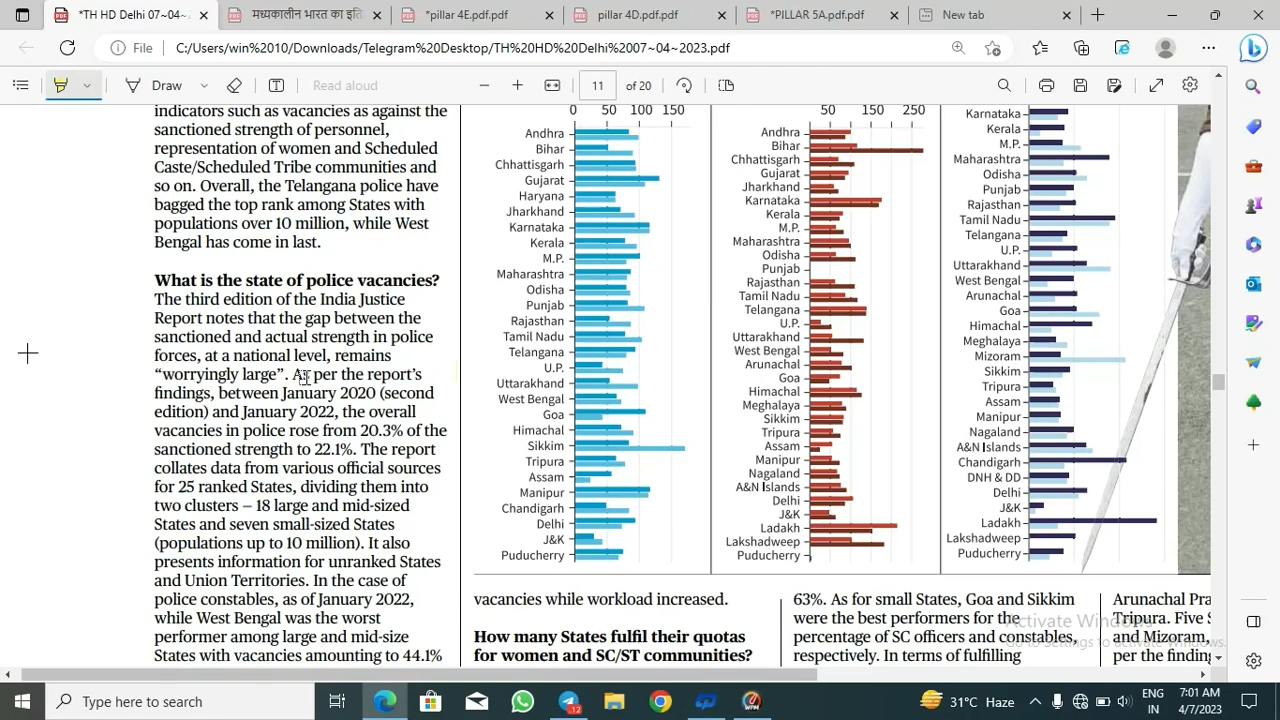 *TH HD Delhi 07~04~
मध्यकालीन भारत का इति
*pillar 4E.pdf.pdf
pillar 4D.pdf.pdf
*PILLAR 5A.pdf.pdf
New tab
File
C:/Users/win%2010/Downloads/Telegram%20Desktop/TH%20HD%20Delhi%2007~04~2023.pdf
Draw
Read aloud
11 of 20
indicators such as vacancies as against the
sanctioned strength of personnel,
representation of women and Scheduled
Caste/Scheduled Tribe communities and
so on. Overall, the Telangana police have
bagged the top rank among States with
populations over 10 million, while West
Bengal has come in last.
What is the state of police vacancies?
The third edition of the India Justice
Report notes that the gap between the
sanctioned and actual strength in police
forces, at a national level, remains
“worryingly large”. As per the report’s
findings, between January 2020 (second
edition) and January 2022, the overall
vacancies in police rose from 20.3% of the
sanctioned strength to 22.1%. The report
collates data from various official sources
for 25 ranked States, dividing them into
two clusters – 18 large and mid-sized
States and seven small-sized States
(populations up to 10 million). It also
presents information for unranked States
and Union Territories. In the case of
police constables, as of January 2022,
while West Bengal was the worst
performer among large and mid-size
States with vacancies amounting to 44.1%
0 50 100 150
Andhra
Bihar
Chhattisgarh
Gujarat
Haryana
Jharkhand
Karnataka
Kerala
M.P.
Maharashtra
Odisha
Punjab
Rajasthan
Tamil Nadu
Telangana
U.P.
Uttarakhand
West Bengal
Goa
Himachal
Sikkim
Tripura
Assam
Manipur
Chandigarh
Delhi
J&K
Puducherry
50 150 250
Andhra
Bihar
Chhattisgarh
Gujarat
Jharkhand
Karnataka
Kerala
M.P.
Maharashtra
Odisha
Punjab
Rajasthan
Tamil Nadu
Telangana
U.P.
Uttarakhand
West Bengal
Arunachal
Goa
Himachal
Meghalaya
Sikkim
Tripura
Assam
Manipur
Nagaland
A&N Islands
Delhi
J&K
Ladakh
Lakshadweep
Puducherry
Karnataka
Kerala
M.P.
Maharashtra
Odisha
Punjab
Rajasthan
Tamil Nadu
Telangana
U.P.
Uttarakhand
West Bengal
Arunachal
Goa
Himachal
Meghalaya
Mizoram
Sikkim
Tripura
Assam
Manipur
Nagaland
A&N Islands
Chandigarh
DNH & DD
Delhi
J&K
Ladakh
Lakshadweep
Puducherry
vacancies while workload increased.
How many States fulfil their quotas
for women and SC/ST communities?
63%. As for small States, Goa and Sikkim
were the best performers for the
percentage of SC officers and constables,
respectively. In terms of fulfilling
Arunachal Pra
Tripura. Five S
and Mizoram,
per the finding
Activate Windows
Go to Settings to activate Windows.
Type here to search
12
31°C Haze
ENG
IN
7:01 AM
4/7/2023